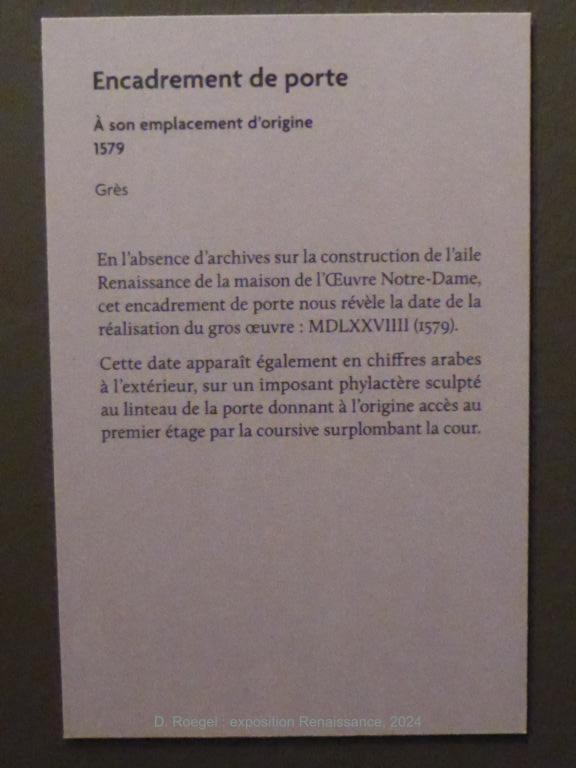 Encadrement de porte
À son emplacement d'origine
1579
Grès
En l'absence d'archives sur la construction de l'aile
Renaissance de la maison de l'Œuvre Notre-Dame,
cet encadrement de porte nous révèle la date de la
réalisation du gros œuvre : MDLXXVIIII (1579).
Cette date apparaît également en chiffres arabes
à l'extérieur, sur un imposant phylactère sculpté
au linteau de la porte donnant à l'origine accès au
premier étage par la coursive surplombant la cour.
D. Roegel : exposition Renaissance, 2024